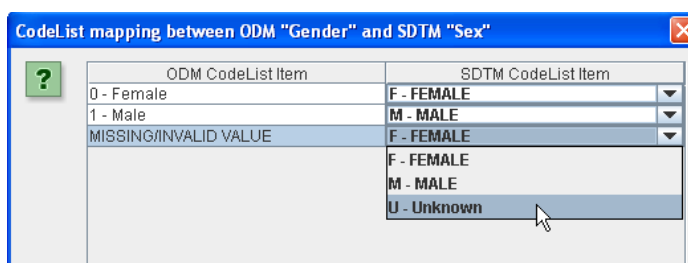 CodeList mapping between ODM "Gender" and SDTM "Sex"
? ODM CodeList Item SDTM CodeList Item
0 - Female F - FEMALE
1 - Male M - MALE
MISSING/INVALID VALUE F - FEMALE
F - FEMALE
M - MALE
U - Unknown